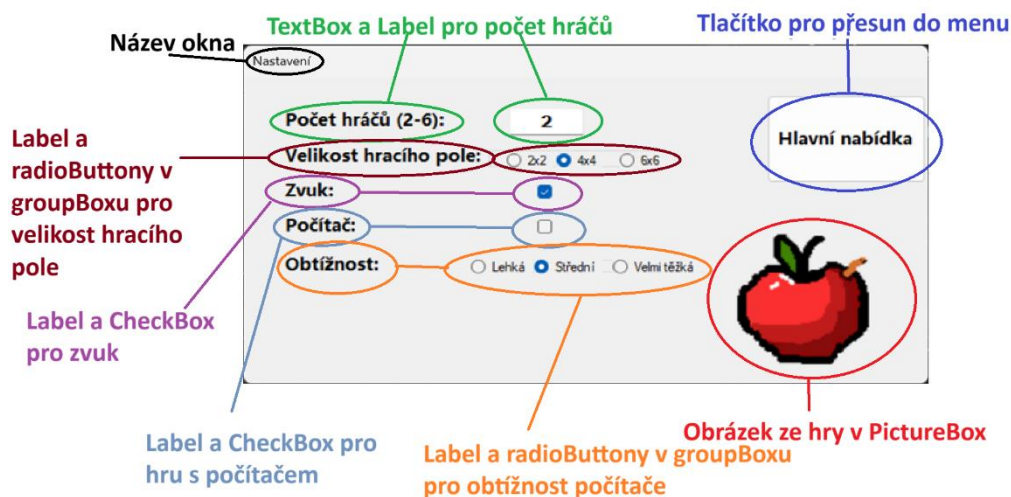 TextBox a Label pro počet hráčů
Tlačítko pro přesun do menu
Název okna
Nastavení
Počet hráčů (2-6):
2
Hlavní nabídka
Label a
radioButtony v
groupBoxu pro
velikost hracího
pole
Velikost hracího pole:
2x2 4x4 6x6
Zvuk:
Počítač:
Obtížnost:
Lehká Střední Velmi těžká
Label a CheckBox
pro zvuk
Label a CheckBox pro
hru s počítačem
Label a radioButtony v groupBoxu
pro obtížnost počítače
Obrázek ze hry v PictureBox